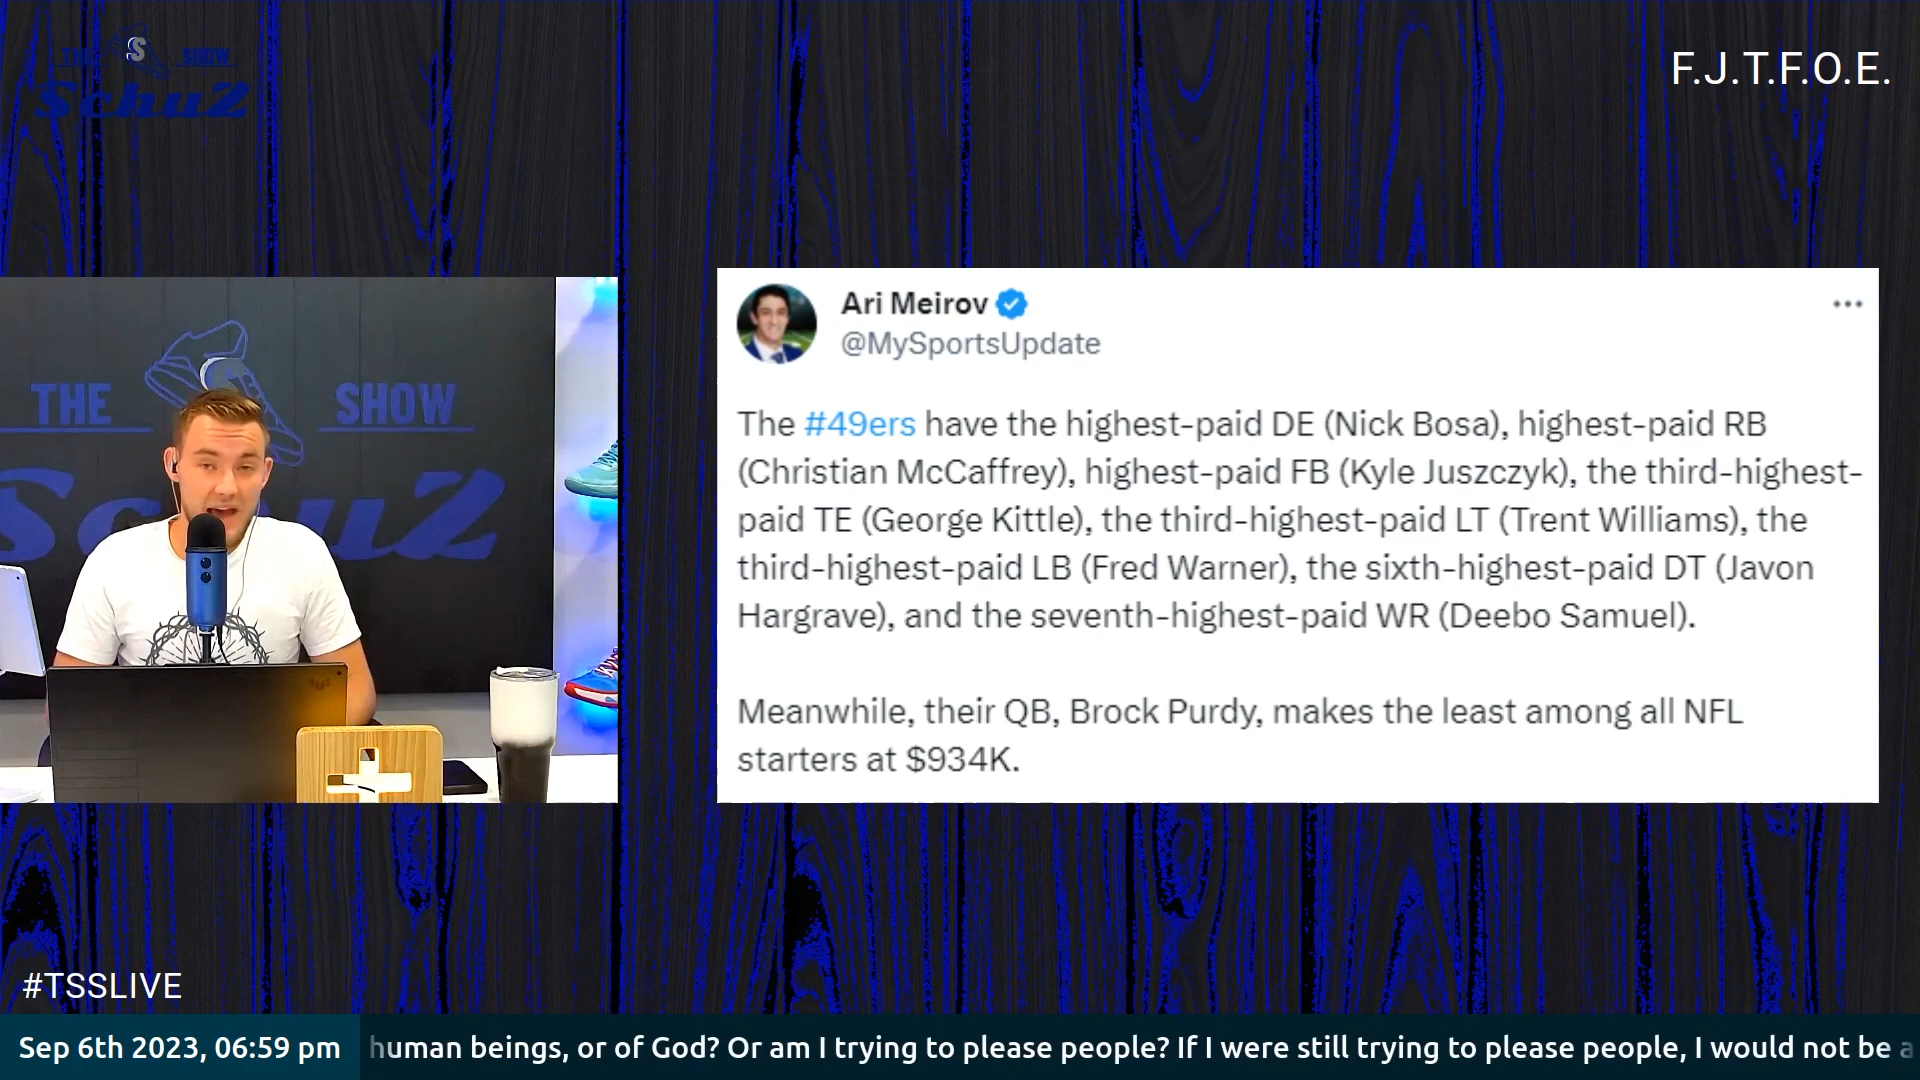 THE S SHOW
SchuZ
F.J.T.F.O.E.
THE SHOW
SchuZ
Ari Meirov
@MySportsUpdate
The #49ers have the highest-paid DE (Nick Bosa), highest-paid RB
(Christian McCaffrey), highest-paid FB (Kyle Juszczyk), the third-highest-
paid TE (George Kittle), the third-highest-paid LT (Trent Williams), the
third-highest-paid LB (Fred Warner), the sixth-highest-paid DT (Javon
Hargrave), and the seventh-highest-paid WR (Deebo Samuel).
Meanwhile, their QB, Brock Purdy, makes the least among all NFL
starters at $934K.
#TSSLIVE
Sep 6th 2023, 06:59 pm human beings, or of God? Or am I trying to please people? If I were still trying to please people, I would not be a